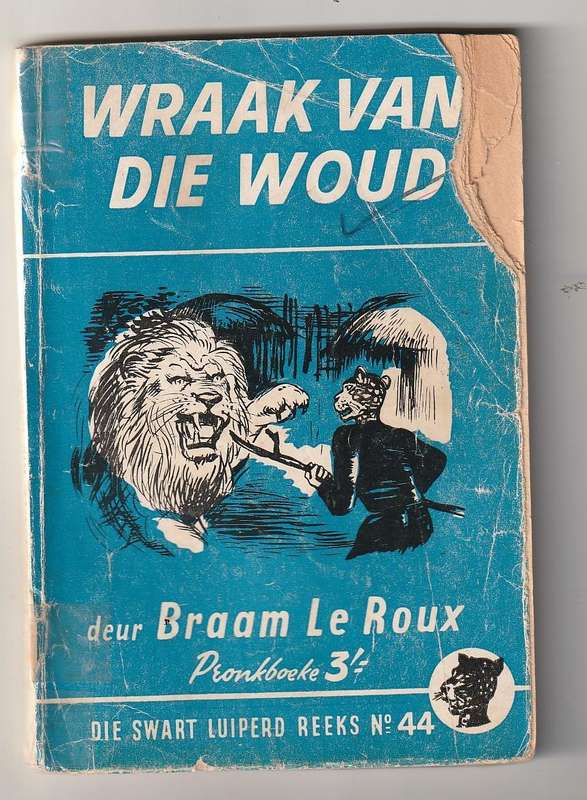 WRAAK VAN
DIE WOUD
deur Braam Le Roux
Pronkboeke 3/-
DIE SWART LUIPERD REEKS Nº 44